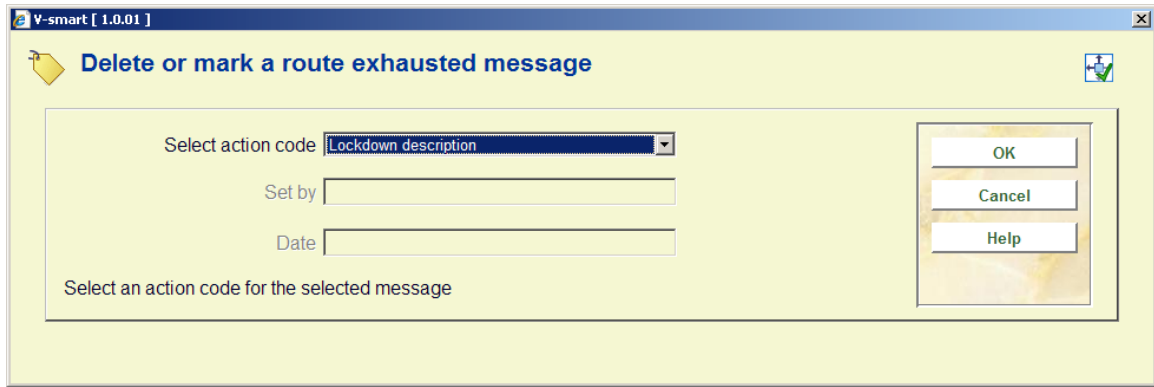 V-smart [ 1.0.01 ]
Delete or mark a route exhausted message
Select action code Lockdown description
OK
Set by
Cancel
Date
Help
Select an action code for the selected message